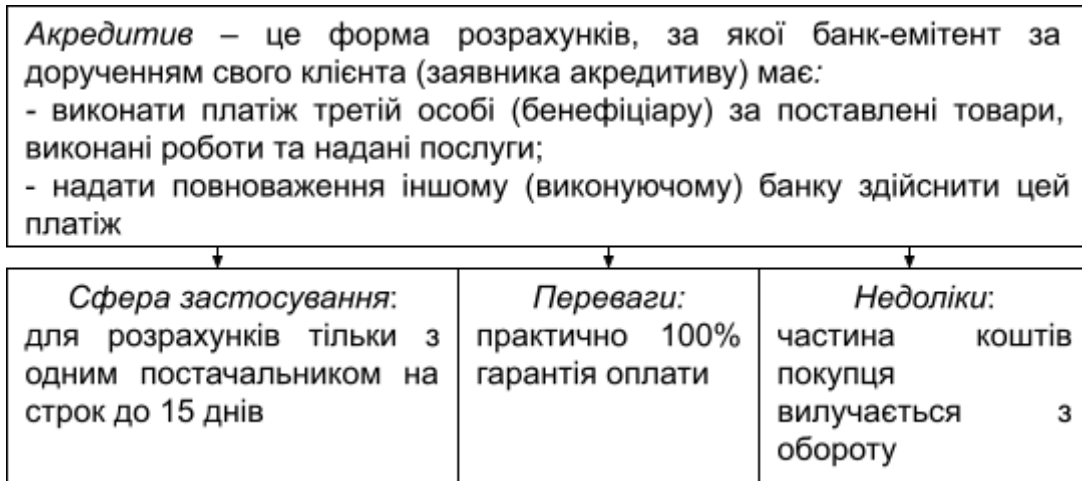 Акредитив – це форма розрахунків, за якої банк-емітент за
дорученням свого клієнта (заявника акредитиву) має:
- виконати платіж третій особі (бенефіціару) за поставлені товари,
виконані роботи та надані послуги;
- надати повноваження іншому (виконуючому) банку здійснити цей
платіж
Сфера застосування:
для розрахунків тільки з
одним постачальником на
строк до 15 днів
Переваги:
практично 100%
гарантія оплати
Недоліки:
частина коштів
покупця
вилучається з
обороту